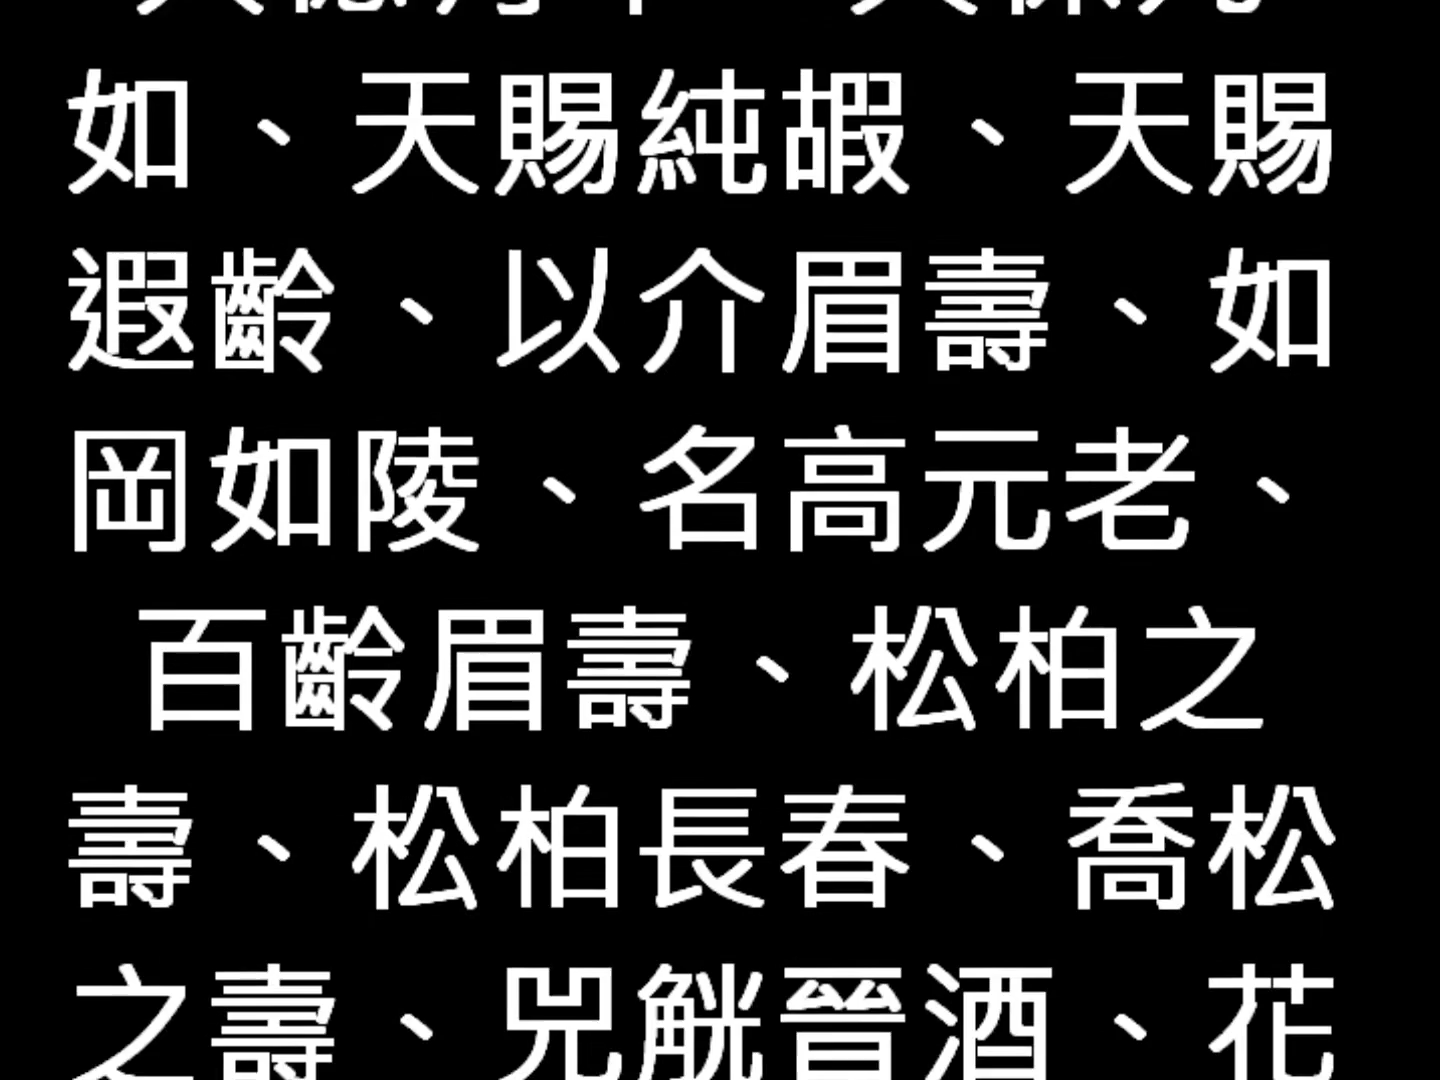 如、天賜純嘏、天賜
遐齡、以介眉壽、如
岡如陵、名高元老、
百齡眉壽、松柏之
壽、松柏長春、喬松
之壽、兕觥晉酒、花